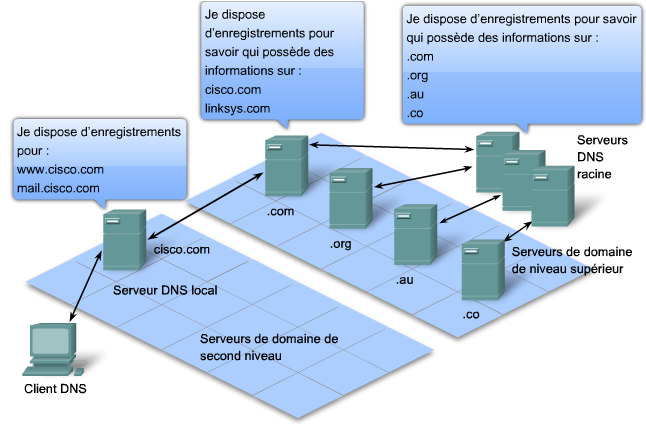 Je dispose
d'enregistrements pour
savoir qui possède des
informations sur :
cisco.com
linksys.com
Je dispose d'enregistrements pour savoir
qui possède des informations sur :
.com
.org
.au
.co
Je dispose d'enregistrements
pour :
www.cisco.com
mail.cisco.com
Serveurs
DNS
racine
.com
.org
.au
.co
Serveurs de domaine
de niveau supérieur
cisco.com
Serveur DNS local
Serveurs de domaine de
second niveau
Client DNS